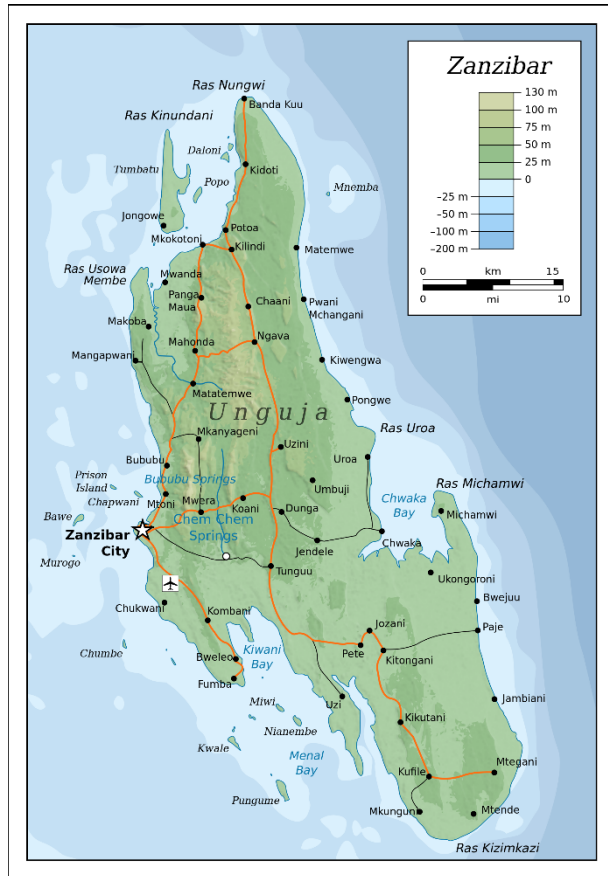 Zanzibar
130 m
100 m
75 m
50 m
25 m
0
–25 m
–50 m
–100 m
–200 m
0 km 15
0 mi 10
Ras Nungwi
Banda Kuu
Ras Kinundani
Daloni
Tumbatu
Kidoti
Popo
Mnemba
Jongowe
Potoa
Mkokotoni
Kilindi
Matemwe
Ras Usowa
Membe
Mwanda
Panga
Maua
Chaani
Pwani
Mchangani
Makoba
Ngava
Mahonda
Mangapwani
Kiwengwa
Matatemwe
Pongwe
Unguja
Ras Uroa
Mkanyageni
Uzini
Uroa
Bububu
Bububu Springs
Prison
Island
Umbuji
Ras Michamwi
Chapwani
Mtoni
Mwera
Koani
Chwaka
Bay
Dunga
Michamwi
Bawe
Chem Chem
Springs
Zanzibar
City
Chwaka
Jendele
Murogo
Tunguu
Ukongoroni
Chukwani
Bwejuu
Kombani
Jozani
Paje
Chumbe
Kiwani
Bay
Pete
Kitongani
Bweleo
Fumba
Miwi
Uzi
Jambiani
Nianembe
Kikutani
Kwale
Menal
Bay
Kufile
Mtegani
Pungume
Mkunguni
Mtende
Ras Kizimkazi